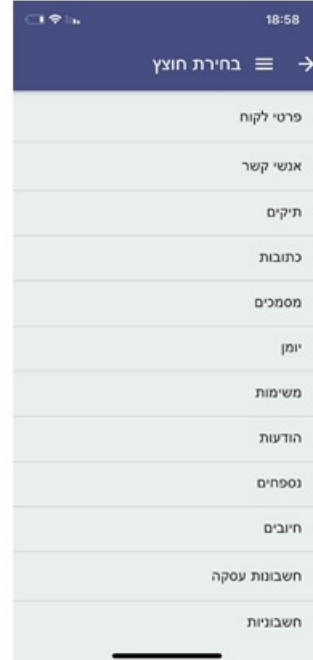 18:58
בחירת חוצץ
פרטי לקוח
אנשי קשר
תיקים
כתובות
מסמכים
יומן
משימות
הודעות
נספחים
חיובים
חשבונות עסקה
חשבוניות